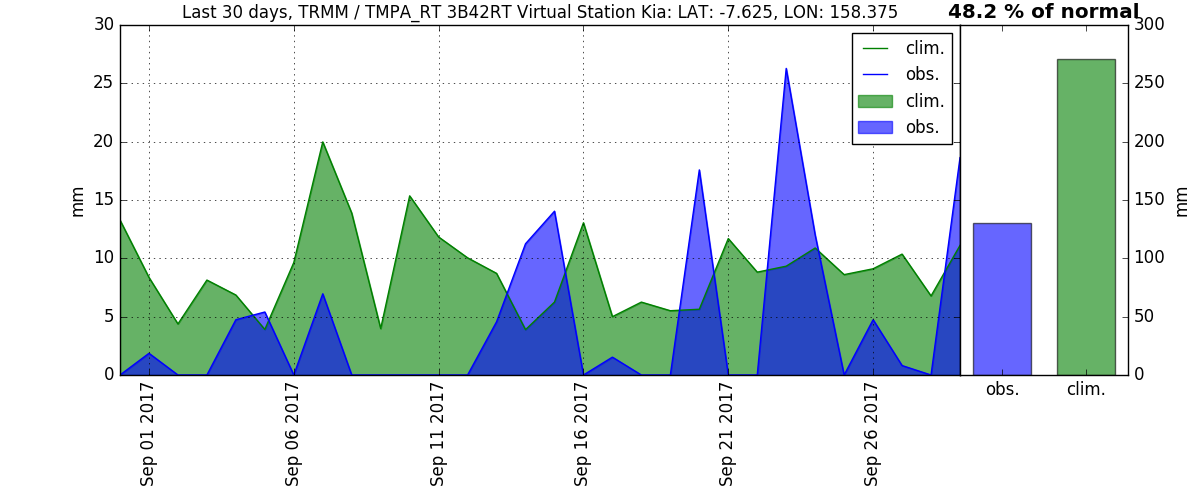 Last 30 days, TRMM / TMPA_RT 3B42RT Virtual Station Kia: LAT: -7.625, LON: 158.375
48.2 % of normal
30
25
20
15
10
5
0
mm
clim.
obs.
clim.
obs.
Sep 01 2017
Sep 06 2017
Sep 11 2017
Sep 16 2017
Sep 21 2017
Sep 26 2017
300
250
200
150
100
50
0
mm
obs.
clim.